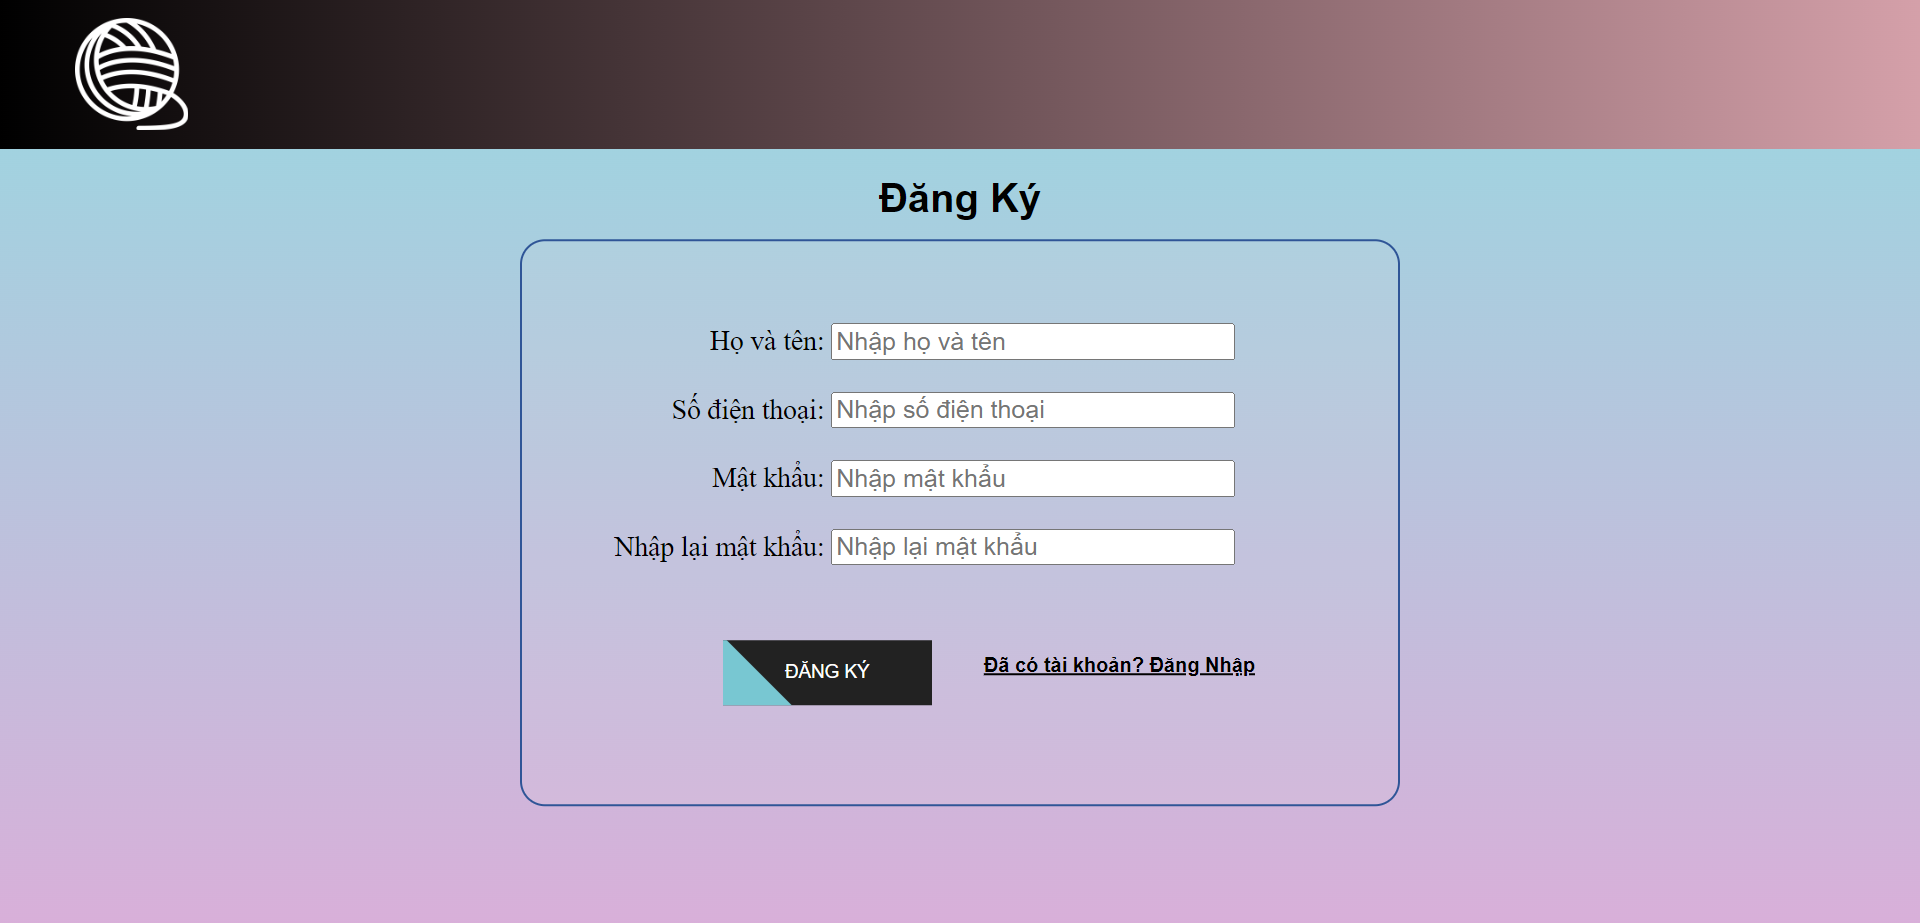 Đăng Ký
Họ và tên: Nhập họ và tên
Số điện thoại: Nhập số điện thoại
Mật khẩu: Nhập mật khẩu
Nhập lại mật khẩu: Nhập lại mật khẩu
ĐĂNG KÝ Đã có tài khoản? Đăng Nhập